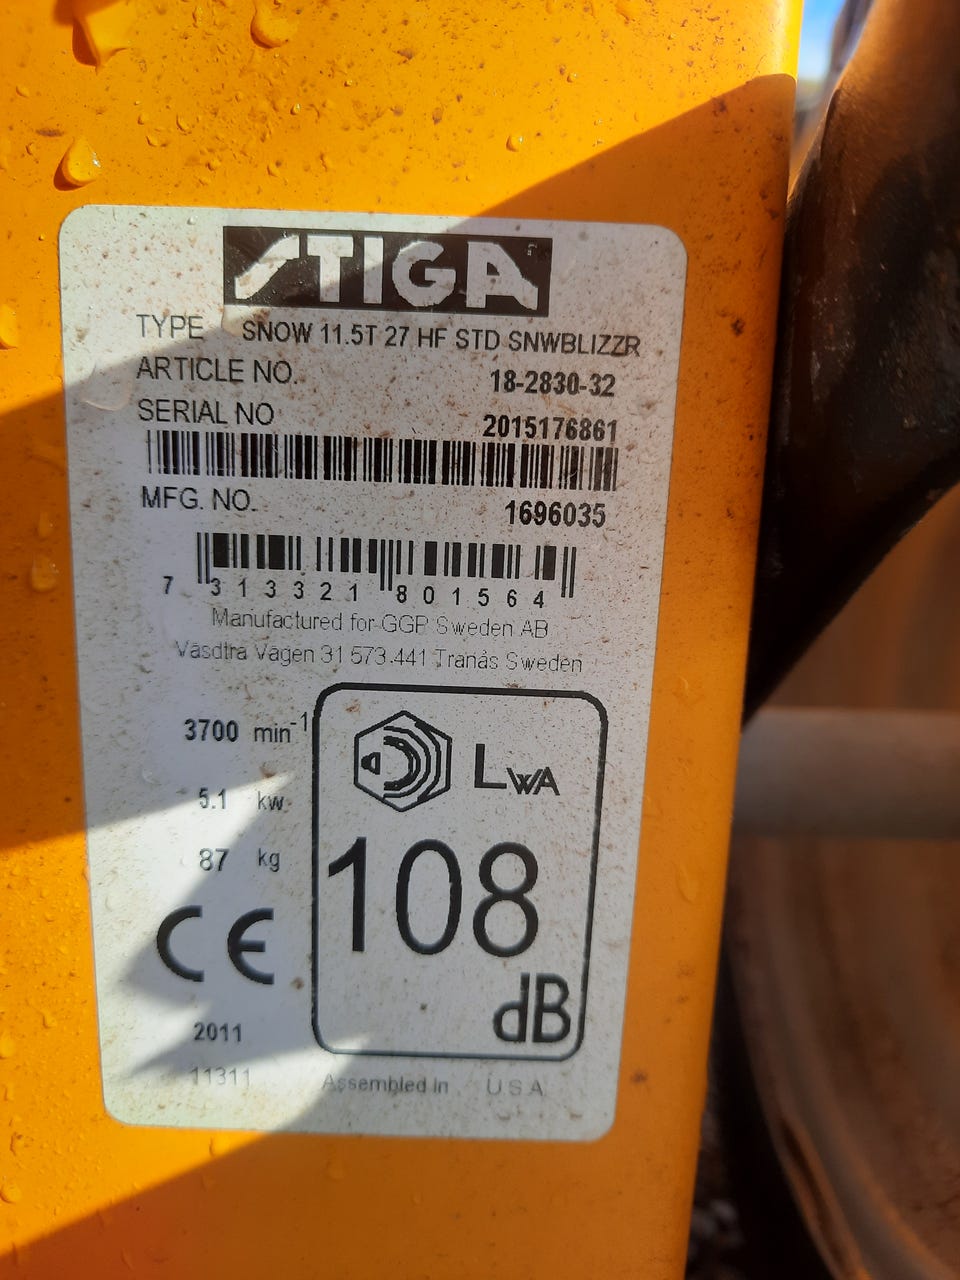 STIGA
TYPE SNOW 11.5T 27 HF STD SNWBLIZZR
ARTICLE NO. 18-2830-32
SERIAL NO 2015176861
MFG. NO. 1696035
7 313321 801564
Manufactured for GGP Sweden AB
Väsdtra Vägen 31 573 441 Tranås Sweden
3700 min-1
LWA
5.1 kw
87 kg
108
dB
CE
2011
11311
Assembled In USA